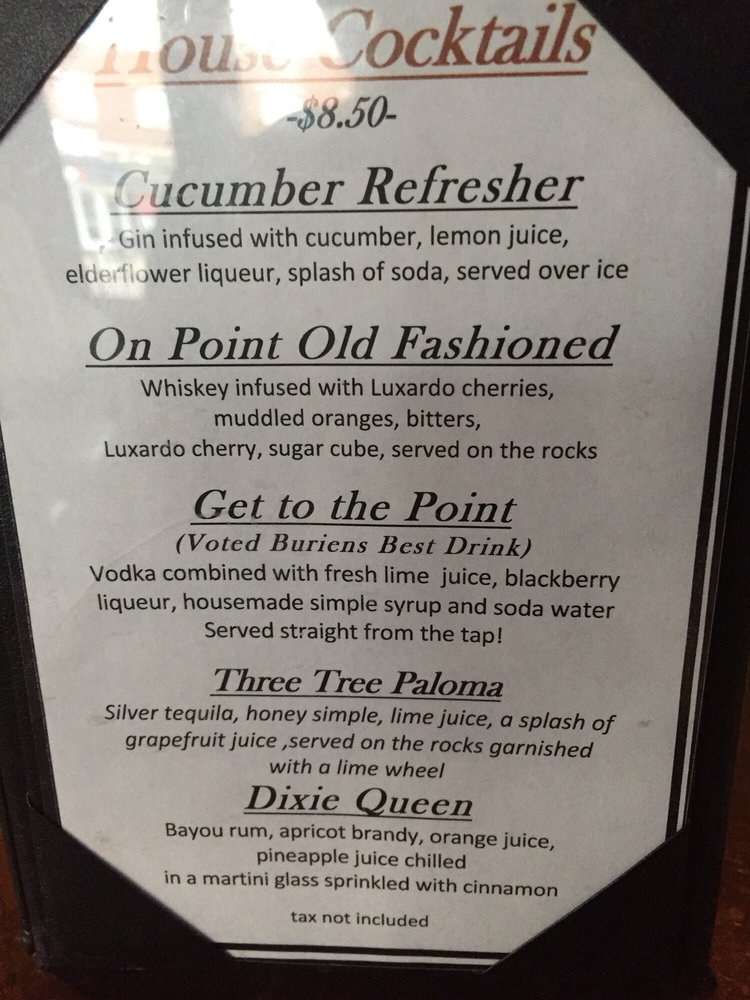 House Cocktails
-$8.50-
Cucumber Refresher
Gin infused with cucumber, lemon juice,
elderflower liqueur, splash of soda, served over ice
On Point Old Fashioned
Whiskey infused with Luxardo cherries,
muddled oranges, bitters,
Luxardo cherry, sugar cube, served on the rocks
Get to the Point
(Voted Buriens Best Drink)
Vodka combined with fresh lime juice, blackberry
liqueur, housemade simple syrup and soda water
Served straight from the tap!
Three Tree Paloma
Silver tequila, honey simple, lime juice, a splash of
grapefruit juice ,served on the rocks garnished
with a lime wheel
Dixie Queen
Bayou rum, apricot brandy, orange juice,
pineapple juice chilled
in a martini glass sprinkled with cinnamon
tax not included